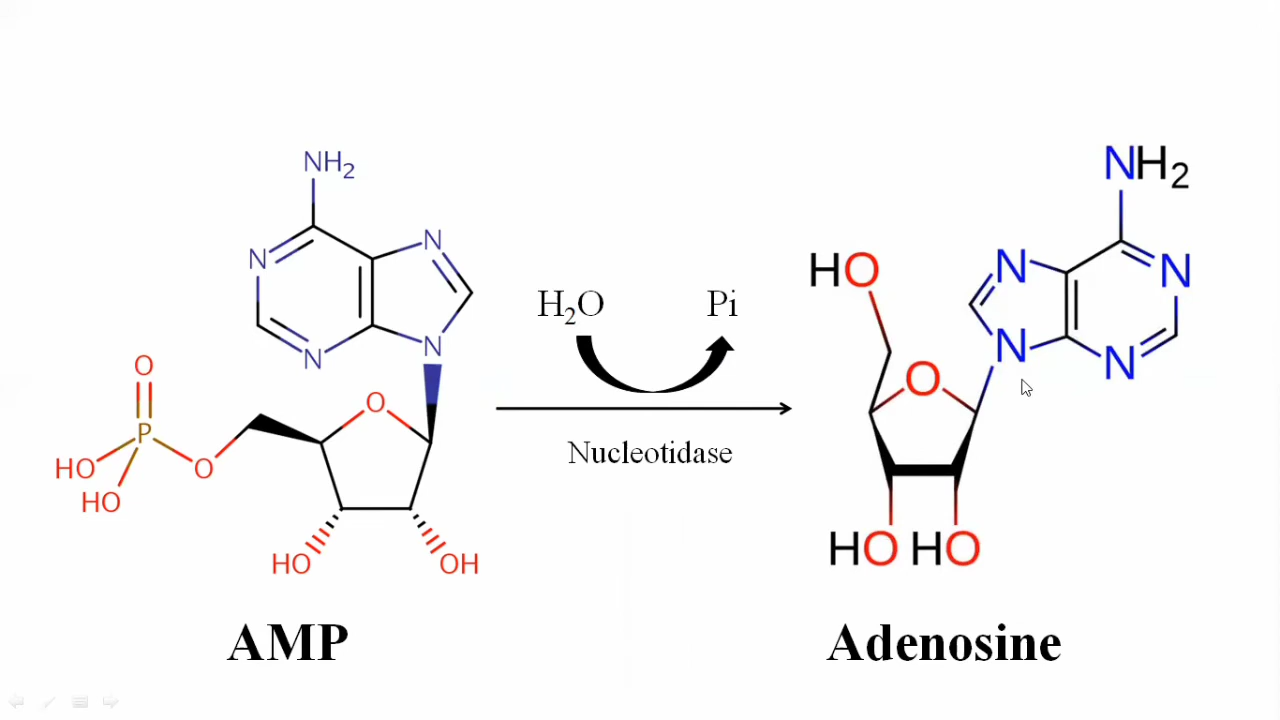 NH₂
N
N
N
N
O
P
HO
HO
O
O
HO
OH
AMP
H₂O
Pi
Nucleotidase
NH₂
HO
N
N
N
N
O
HO
HO
Adenosine